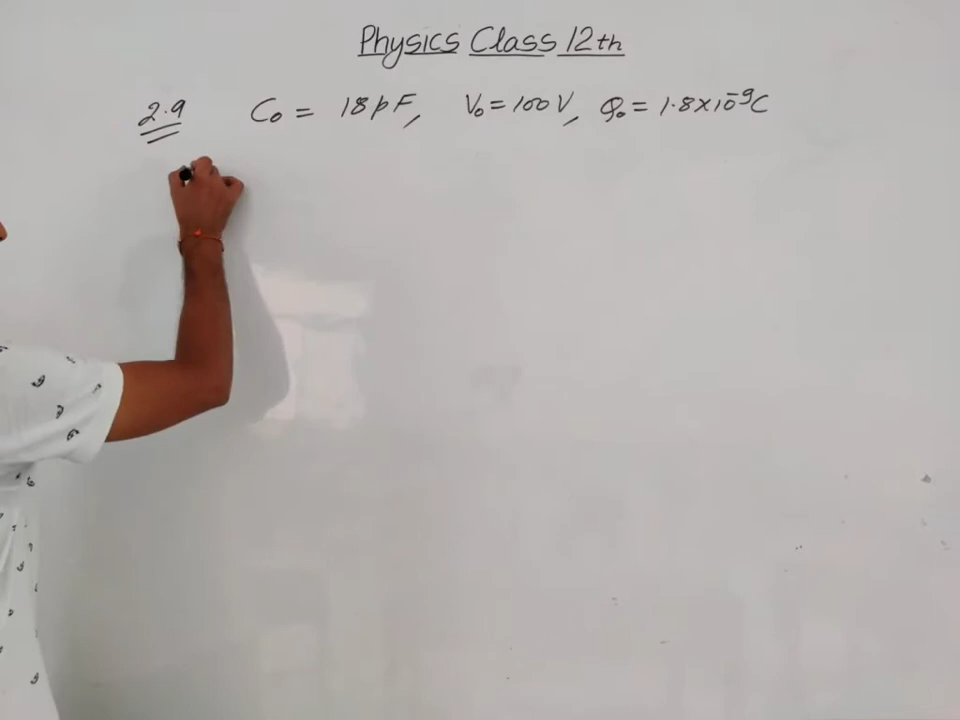 Physics Class 12th
2.9 C₀ = 18pF, V₀ = 100V, Q₀ = 1.8×10⁻⁹C